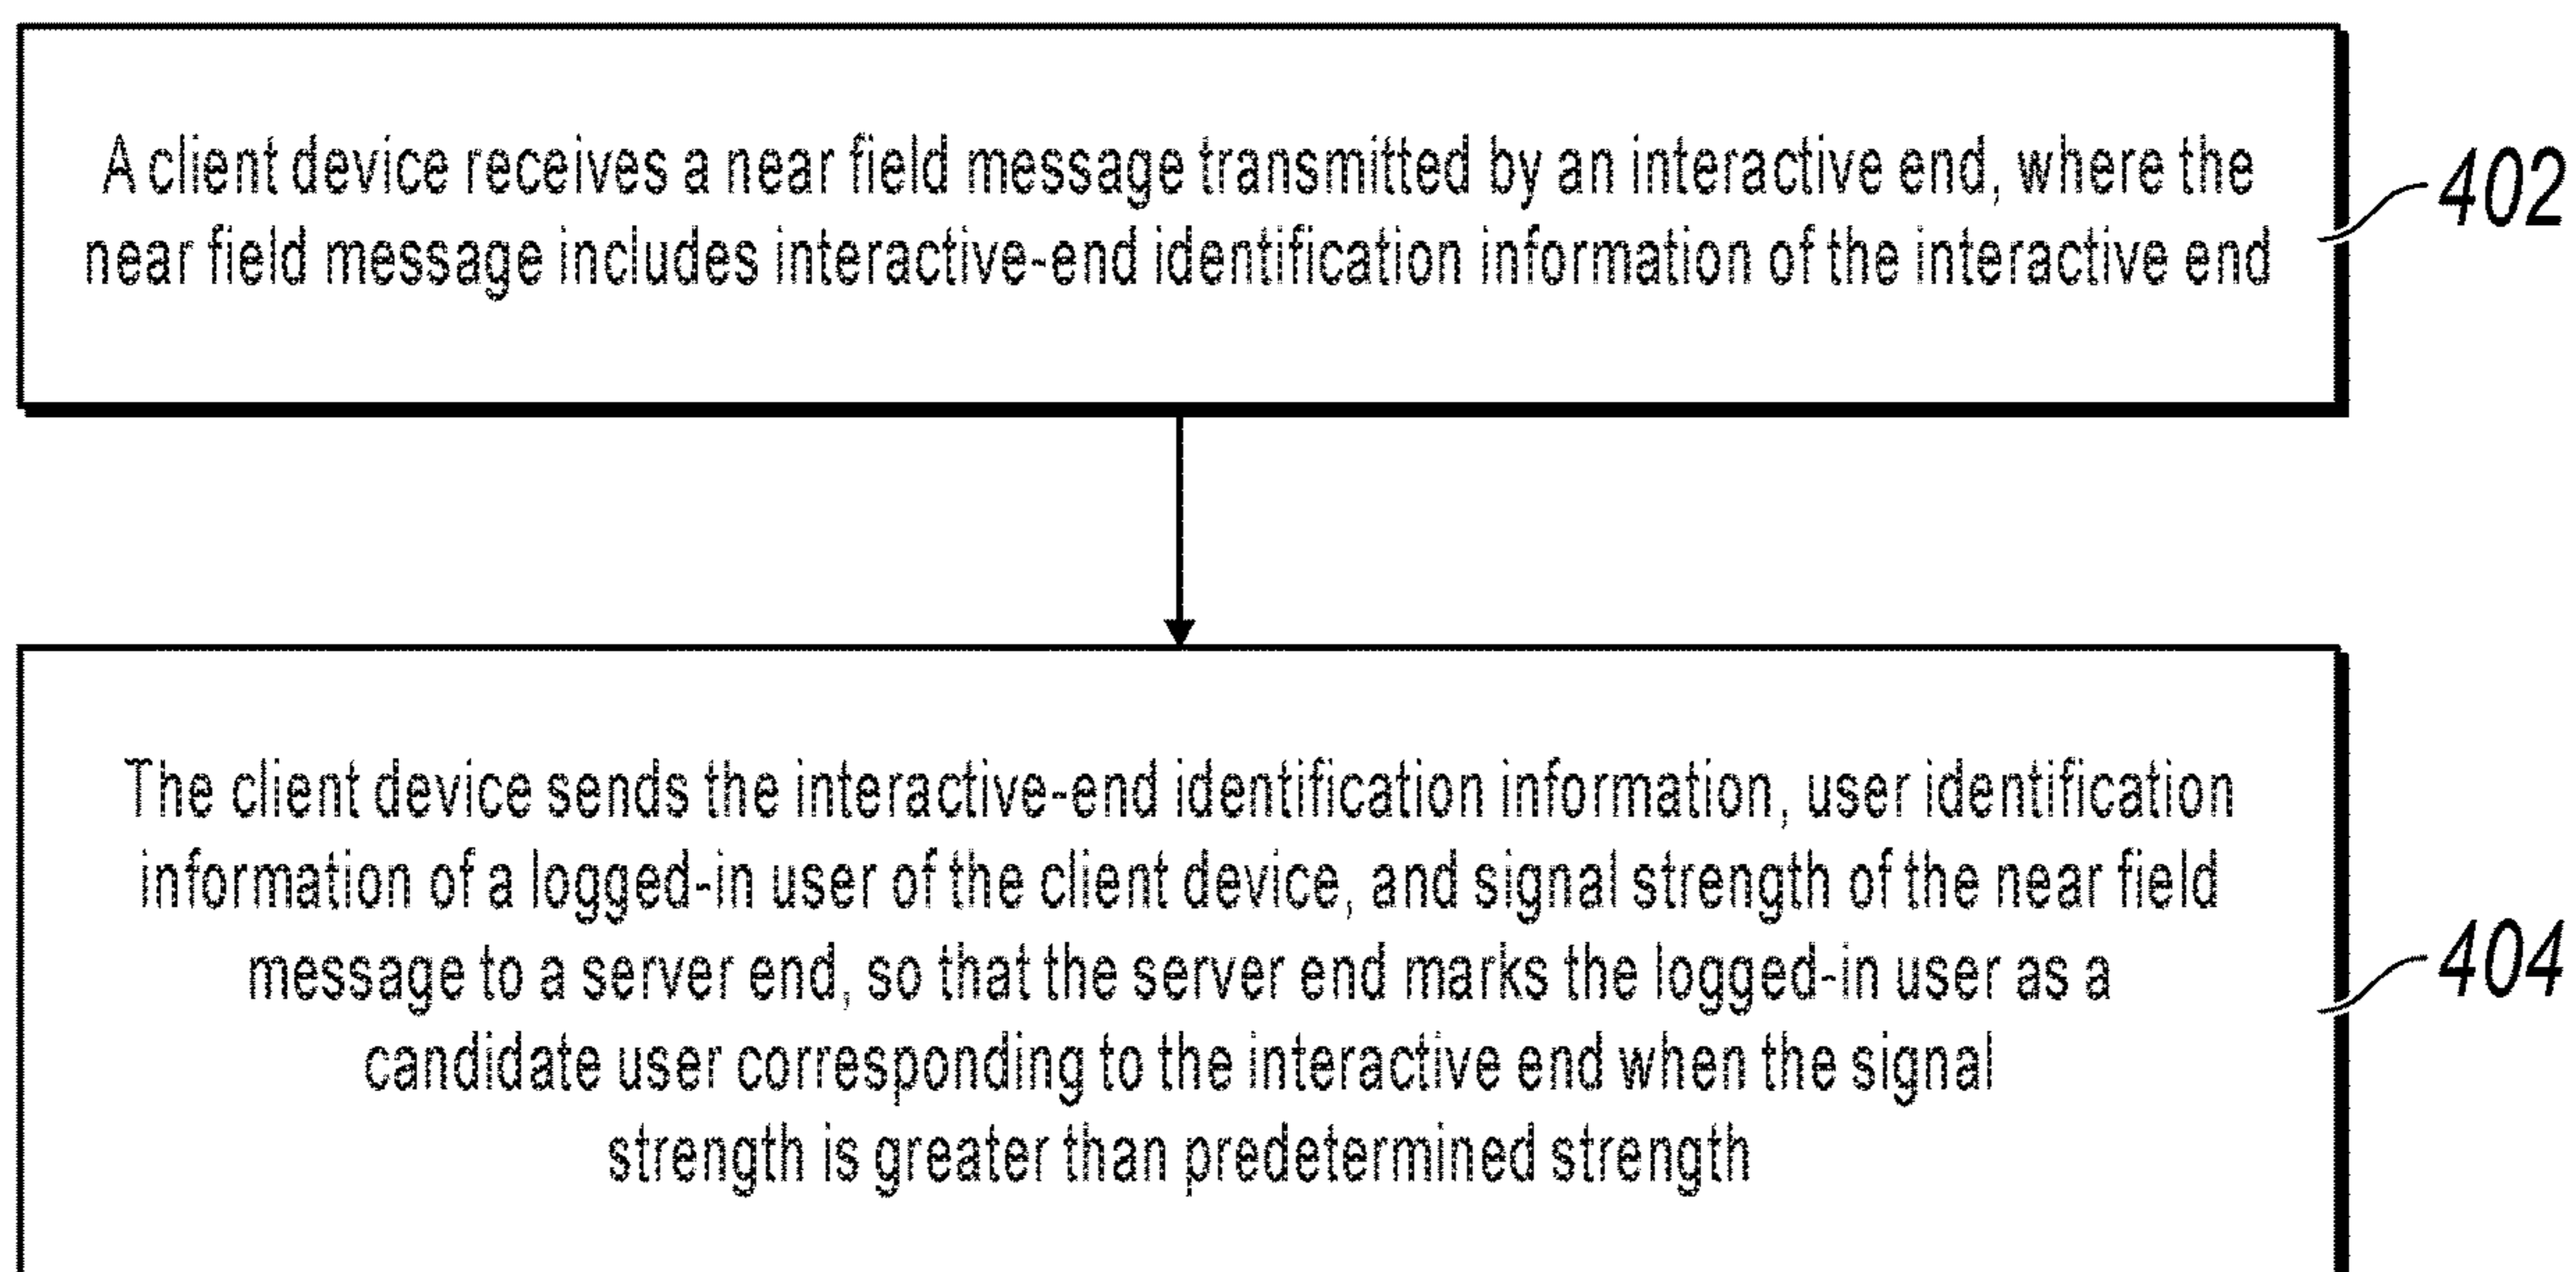 A client device receives a near field message transmitted by an interactive end, where the
near field message includes interactive-end identification information of the interactive end
402
The client device sends the interactive-end identification information, user identification
information of a logged-in user of the client device, and signal strength of the near field
message to a server end, so that the server end marks the logged-in user as a
candidate user corresponding to the interactive end when the signal
strength is greater than predetermined strength
404